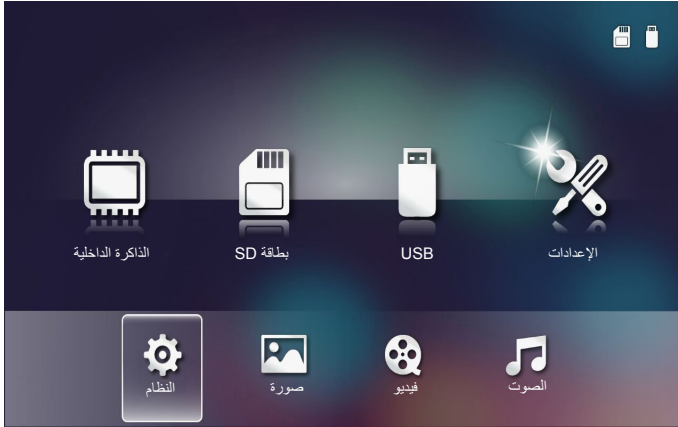 الإعدادات
USB
بطاقة SD
الذاكرة الداخلية
الصوت
فيديو
صورة
النظام